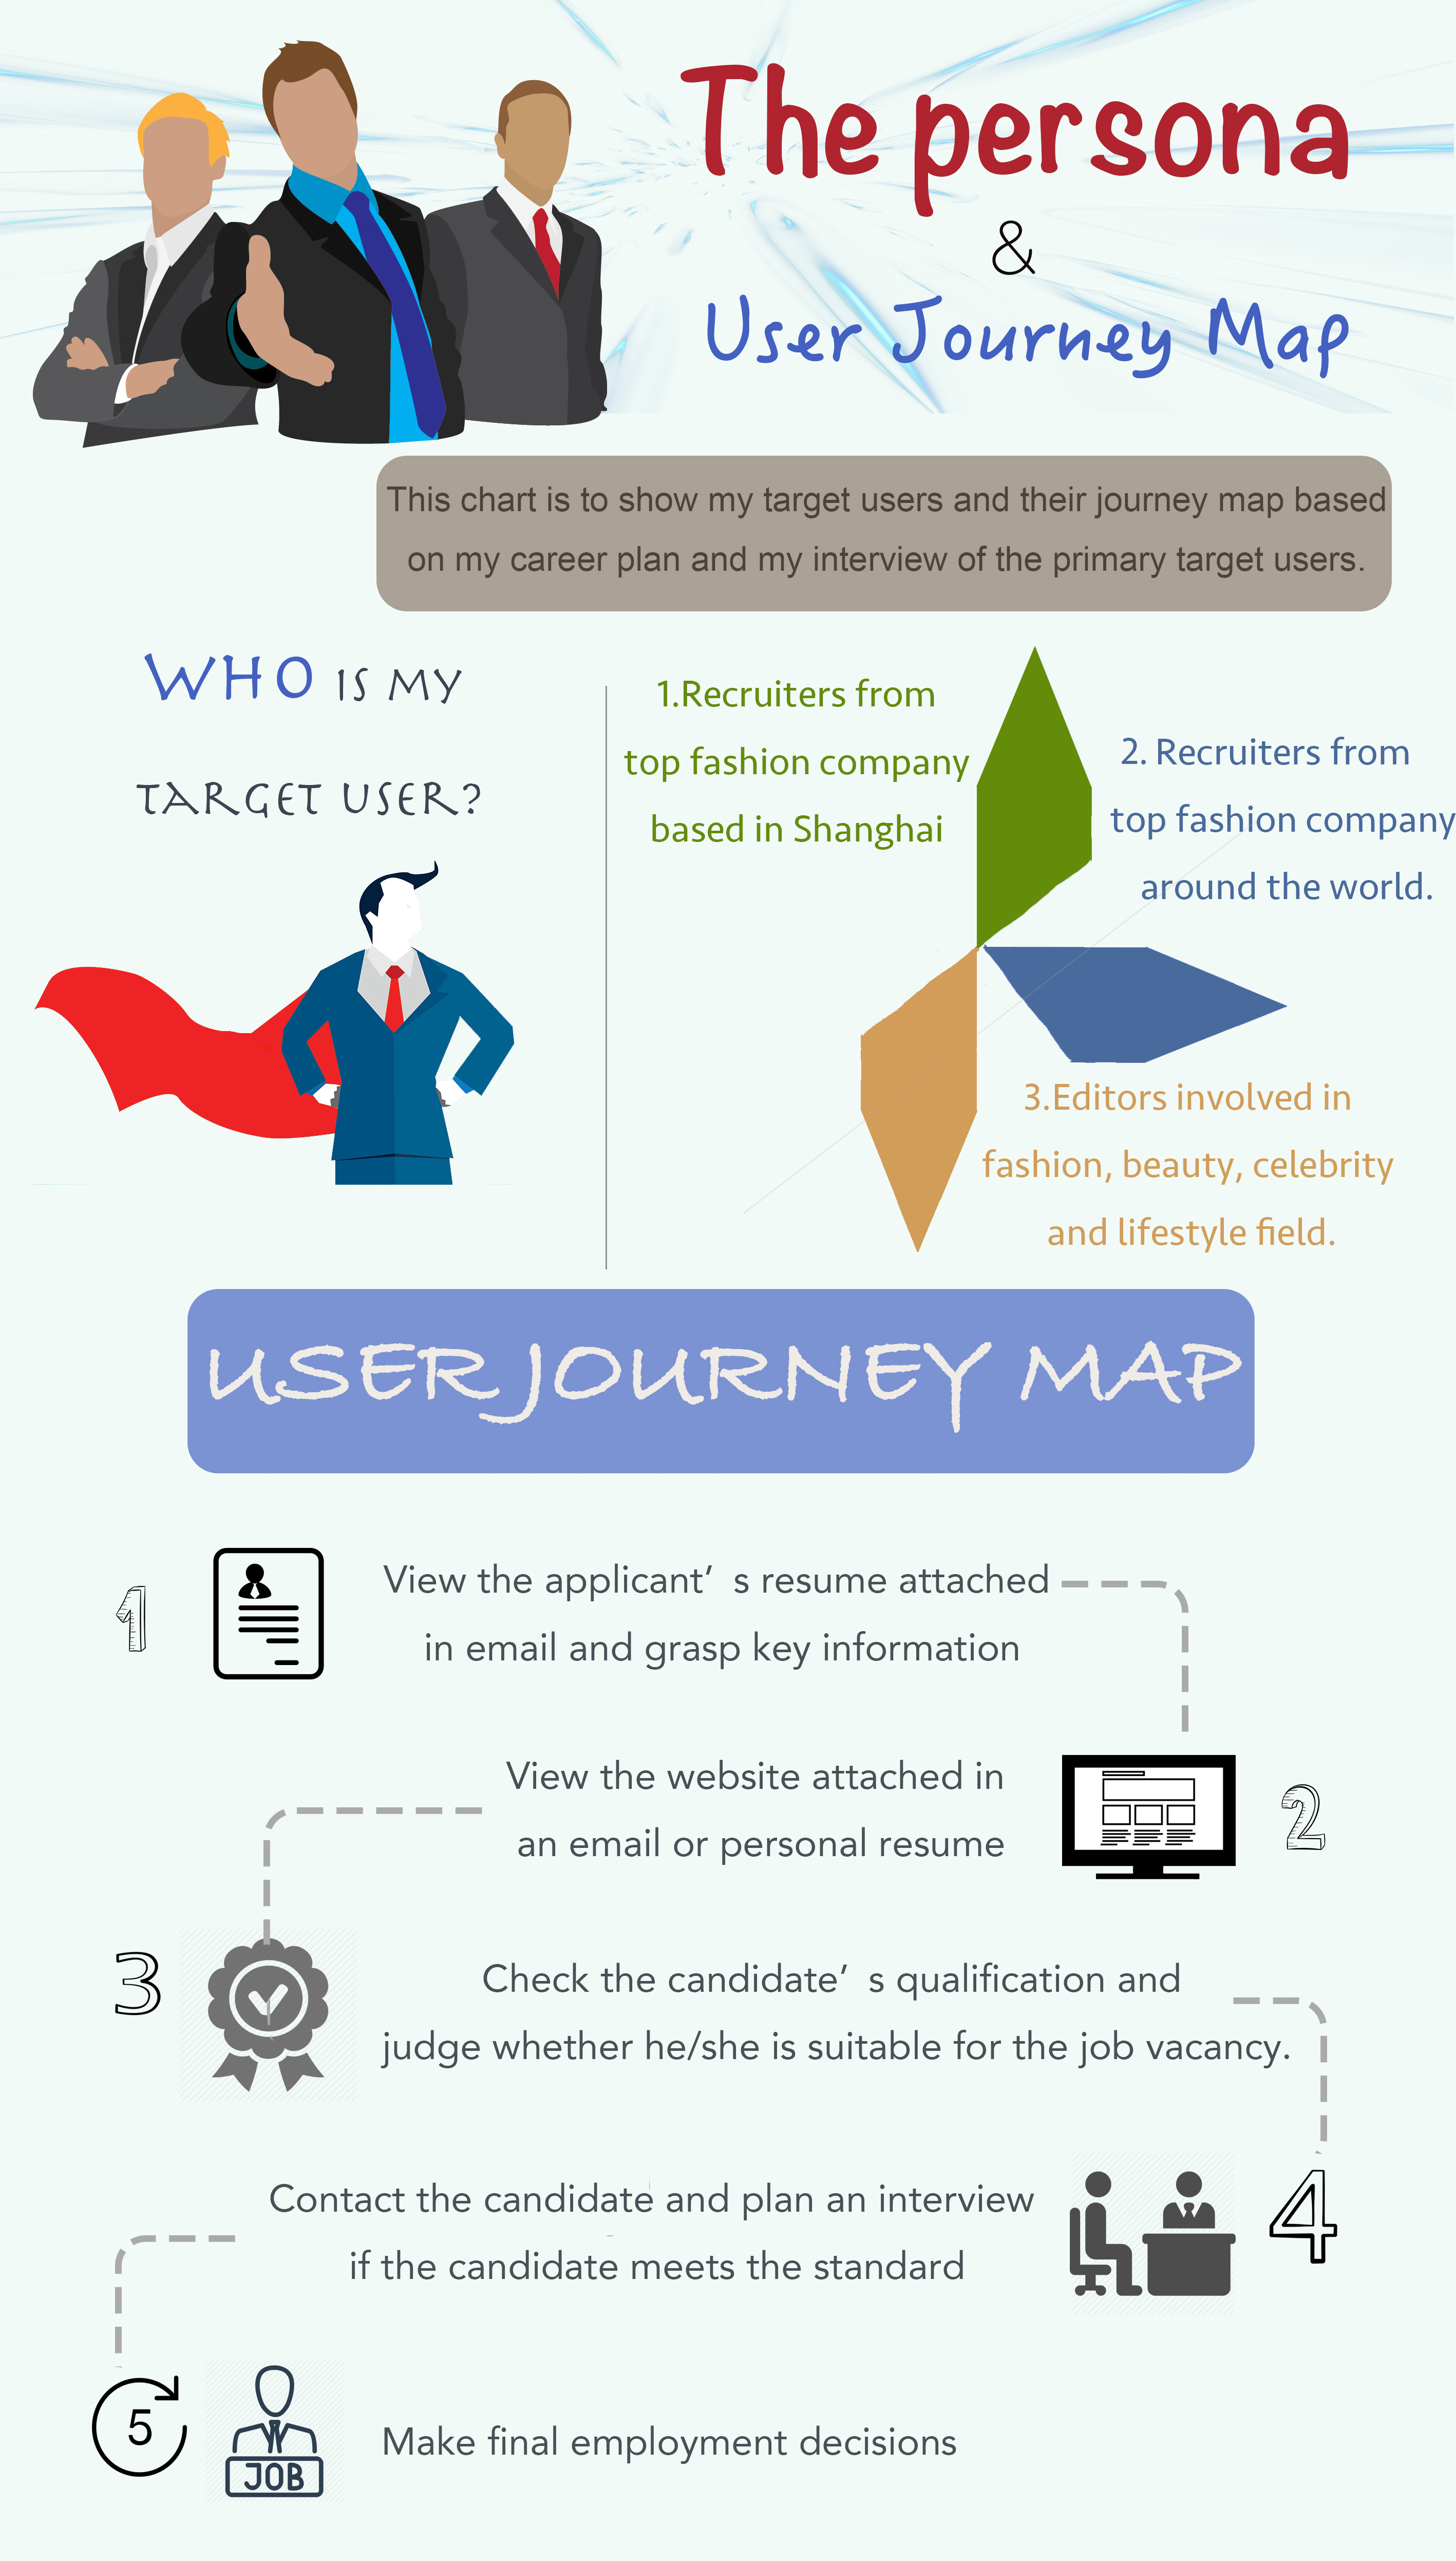 The persona
&
User Journey Map
This chart is to show my target users and their journey map based
on my career plan and my interview of the primary target users.
WHO IS MY
TARGET USER?
1.Recruiters from
top fashion company
based in Shanghai
2. Recruiters from
top fashion company
around the world.
3.Editors involved in
fashion, beauty, celebrity
and lifestyle field.
USER JOURNEY MAP
1
View the applicant’ s resume attached
in email and grasp key information
View the website attached in
an email or personal resume
2
3
Check the candidate’ s qualification and
judge whether he/she is suitable for the job vacancy.
Contact the candidate and plan an interview
if the candidate meets the standard
4
5
JOB
Make final employment decisions